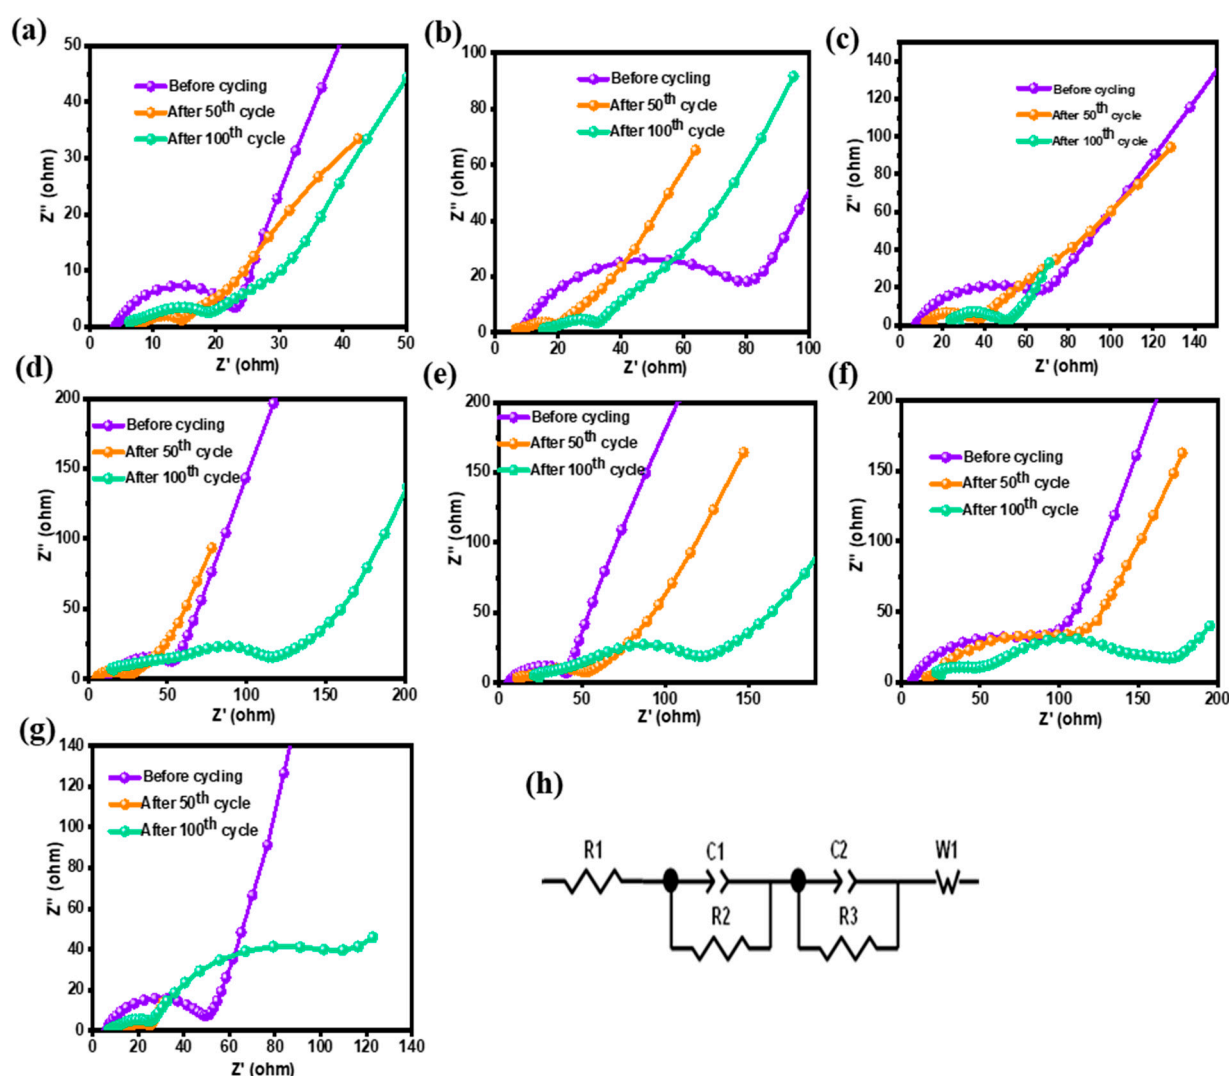 (a)
50
40
30
20
10
0
Z" (ohm)
Before cycling
After 50th cycle
After 100th cycle
0 10 20 30 40 50
Z' (ohm)
(b)
100
80
60
40
20
0
Z" (ohm)
Before cycling
After 50th cycle
After 100th cycle
0 20 40 60 80 100
Z' (ohm)
(c)
140
120
100
80
60
40
20
0
Z" (ohm)
Before cycling
After 50th cycle
After 100th cycle
0 20 40 60 80 100 120 140
Z' (ohm)
(d)
200
150
100
50
0
Z" (ohm)
Before cycling
After 50th cycle
After 100th cycle
0 50 100 150 200
Z' (ohm)
(e)
200
150
100
50
0
Z" (ohm)
Before cycling
After 50th cycle
After 100th cycle
0 50 100 150
Z' (ohm)
(f)
200
150
100
50
0
Z" (ohm)
Before cycling
After 50th cycle
After 100th cycle
0 50 100 150 200
Z' (ohm)
(g)
140
120
100
80
60
40
20
0
Z" (ohm)
Before cycling
After 50th cycle
After 100th cycle
0 20 40 60 80 100 120 140
Z' (ohm)
(h)
R1 C1 C2 W1
R2 R3